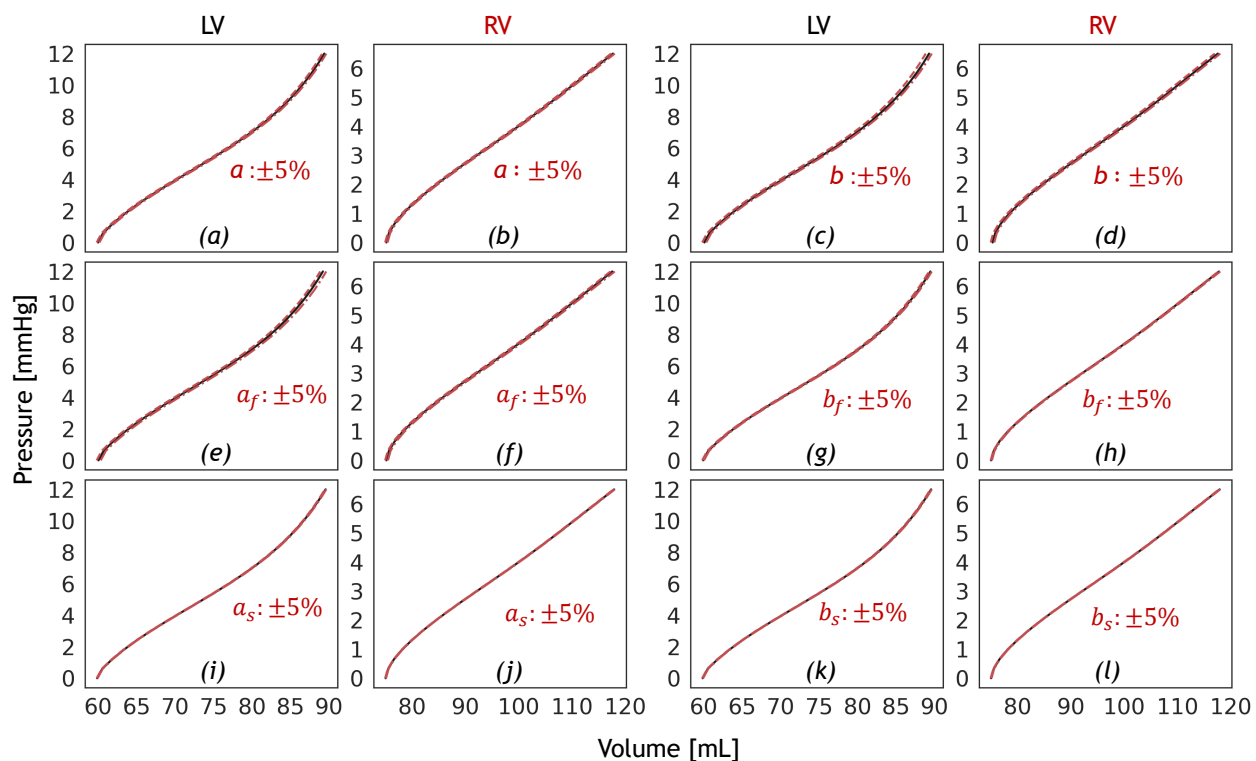 LV RV LV RV
12
10
8
6
4
2
0
a :±5%
(a)
6
5
4
3
2
1
0
a : ±5%
(b)
12
10
8
6
4
2
0
b :±5%
(c)
6
5
4
3
2
1
0
b : ±5%
(d)
Pressure [mmHg]
12
10
8
6
4
2
0
a_f: ±5%
(e)
6
5
4
3
2
1
0
a_f: ±5%
(f)
12
10
8
6
4
2
0
b_f: ±5%
(g)
6
5
4
3
2
1
0
b_f: ±5%
(h)
12
10
8
6
4
2
0
a_s: ±5%
(i)
6
5
4
3
2
1
0
a_s: ±5%
(j)
12
10
8
6
4
2
0
b_s: ±5%
(k)
6
5
4
3
2
1
0
b_s: ±5%
(l)
60 65 70 75 80 85 90
80 90 100 110 120
60 65 70 75 80 85 90
80 90 100 110 120
Volume [mL]